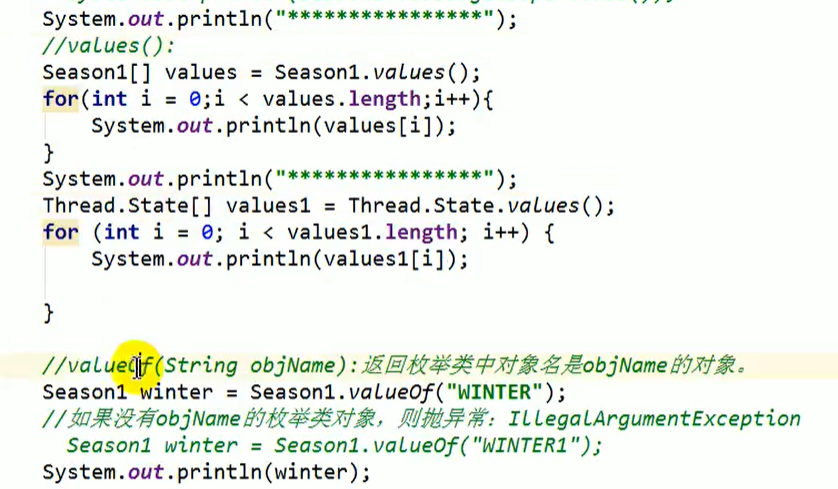 System.out.println("****************");
//values():
Season1[] values = Season1.values();
for(int i = 0;i < values.length;i++){
System.out.println(values[i]);
}
System.out.println("****************");
Thread.State[] values1 = Thread.State.values();
for (int i = 0; i < values1.length; i++) {
System.out.println(values1[i]);
}
//valueOf(String objName):返回枚举类中对象名是objName的对象。
Season1 winter = Season1.valueOf("WINTER");
//如果没有objName的枚举类对象，则抛异常：IllegalArgumentException
Season1 winter = Season1.valueOf("WINTER1");
System.out.println(winter);